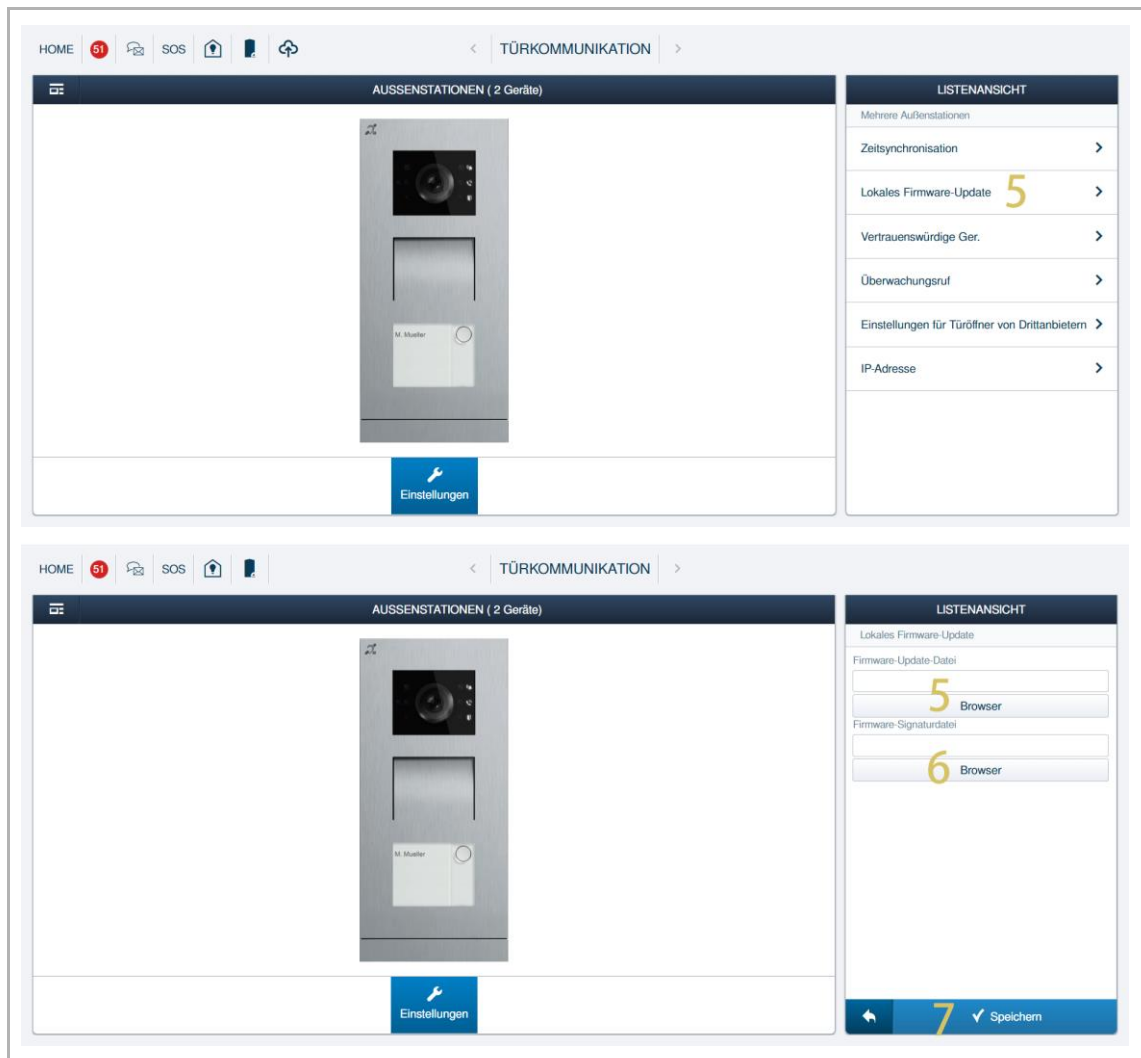 HOME 51 SOS < TÜRKOMMUNIKATION >
AUSSENSTATIONEN ( 2 Geräte)
M. Mueller
Einstellungen
LISTENANSICHT
Mehrere Außenstationen
Zeitsynchronisation
Lokales Firmware-Update 5
Vertrauenswürdige Ger.
Überwachungsruf
Einstellungen für Türöffner von Drittanbietern
IP-Adresse
HOME 51 SOS < TÜRKOMMUNIKATION >
AUSSENSTATIONEN ( 2 Geräte)
M. Mueller
Einstellungen
LISTENANSICHT
Lokales Firmware-Update
Firmware-Update-Datei
5 Browser
Firmware-Signaturdatei
6 Browser
7 Speichern